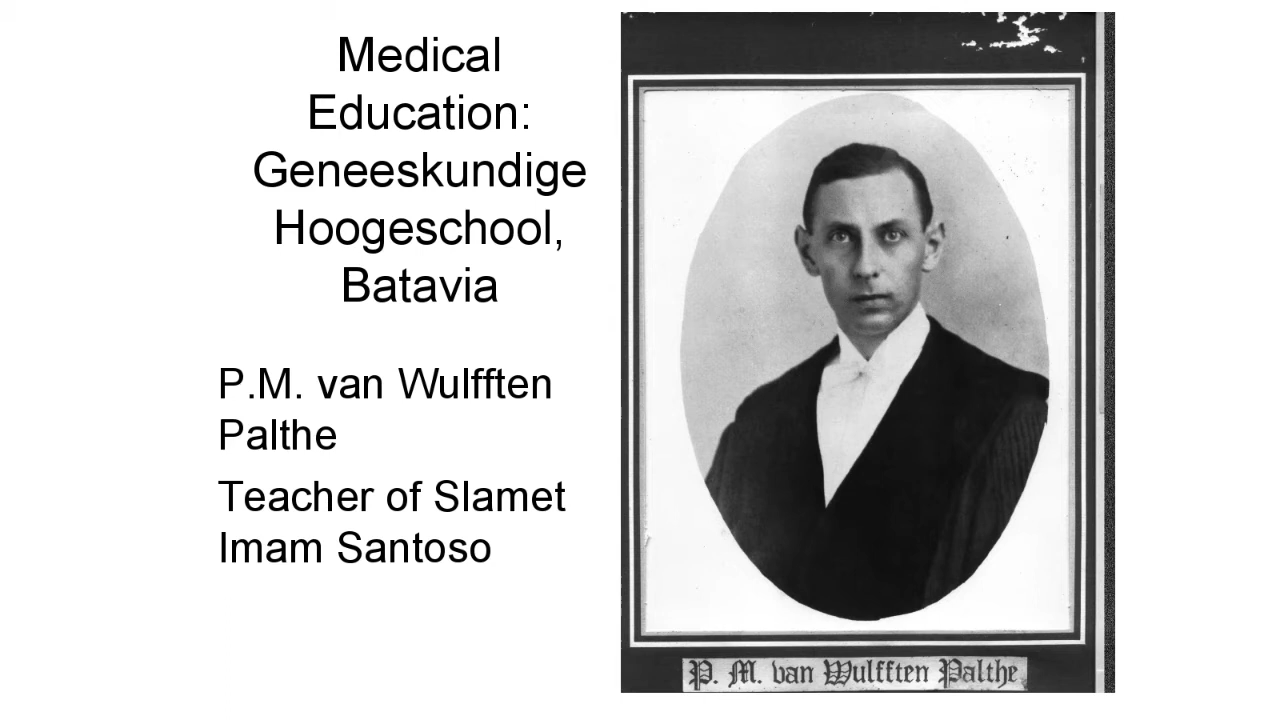 Medical
Education:
Geneeskundige
Hoogeschool,
Batavia
P.M. van Wulfften
Palthe
Teacher of Slamet
Imam Santoso
P. M. van Wulfften Palthe